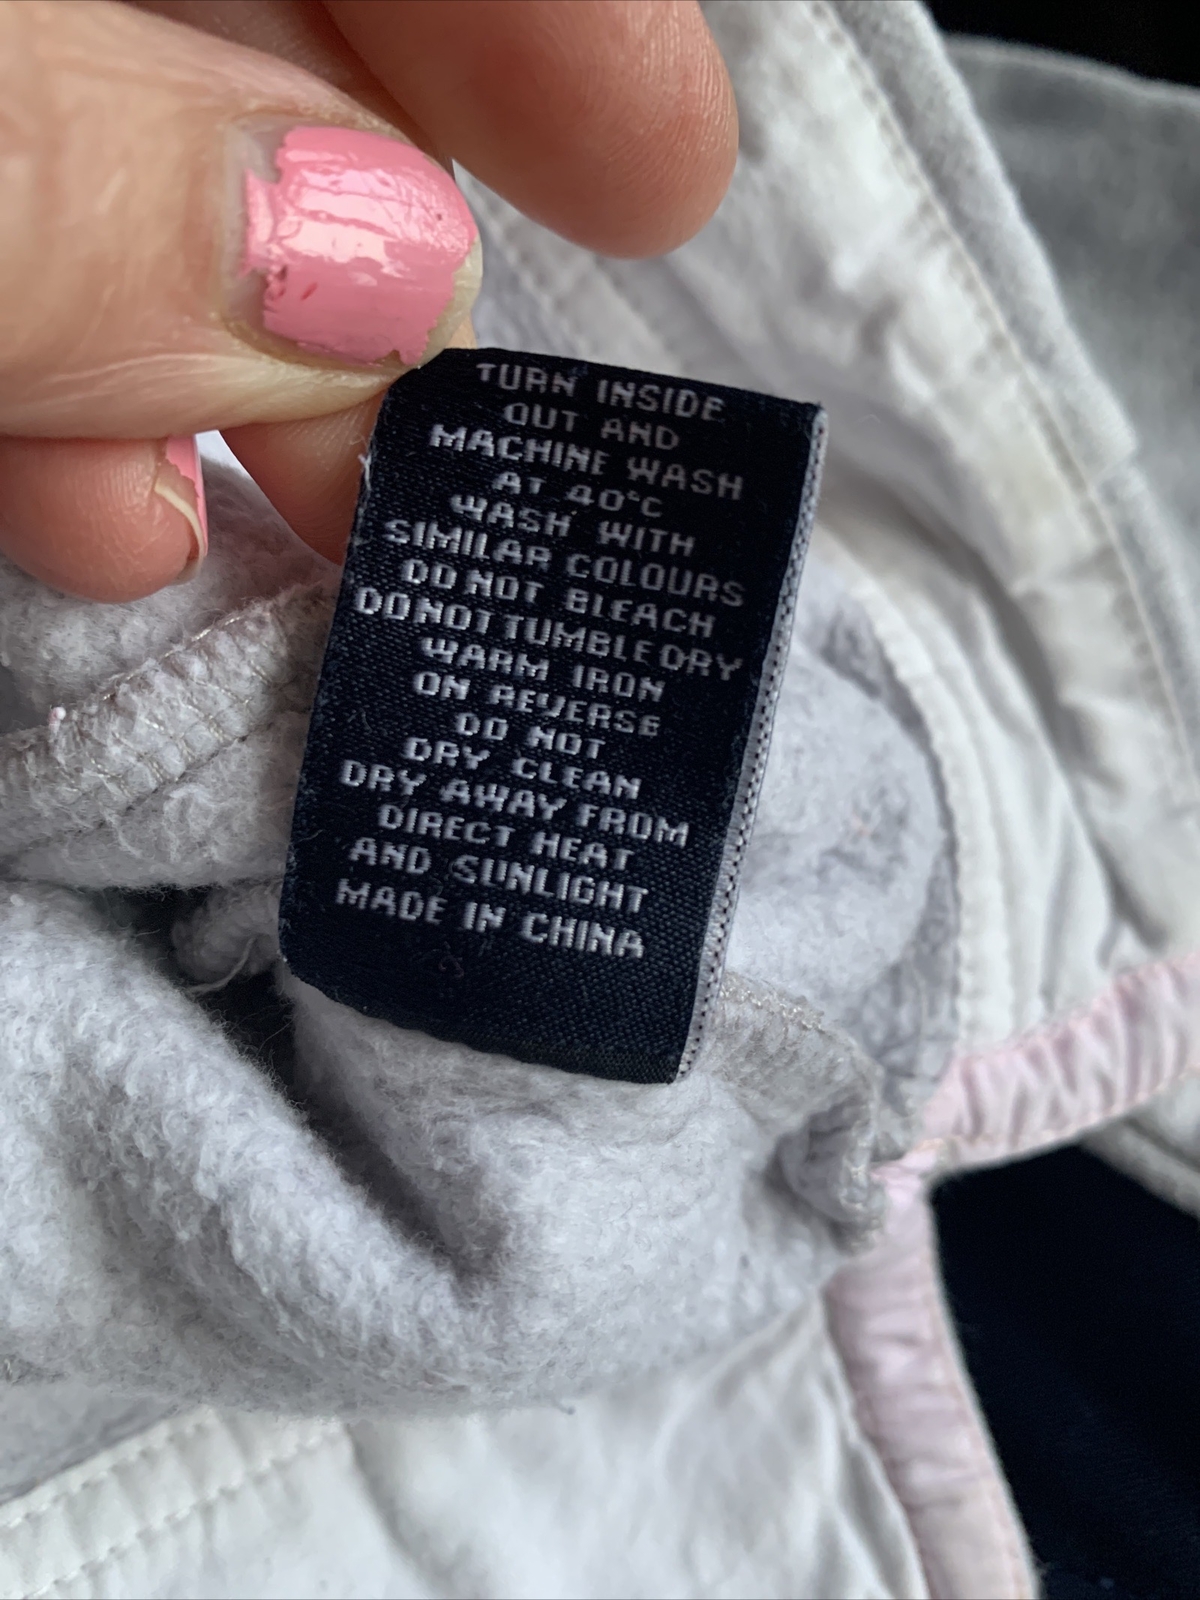 TURN INSIDE
OUT AND
MACHINE WASH
AT 40°C
WASH WITH
SIMILAR COLOURS
DO NOT BLEACH
DO NOT TUMBLE DRY
WARM IRON
ON REVERSE
DO NOT
DRY CLEAN
DRY AWAY FROM
DIRECT HEAT
AND SUNLIGHT
MADE IN CHINA